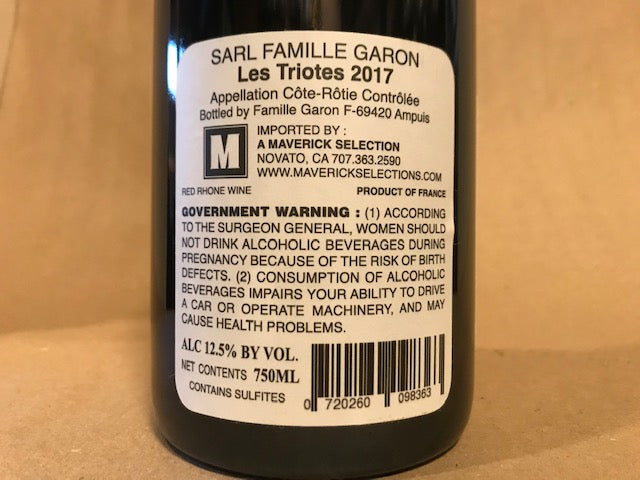 SARL FAMILLE GARON
Les Triotes 2017
Appellation Côte-Rôtie Contrôlée
Bottled by Famille Garon F-69420 Ampuis
M
IMPORTED BY :
A MAVERICK SELECTION
NOVATO, CA 707.363.2590
WWW.MAVERICKSELECTIONS.COM
RED RHONE WINE PRODUCT OF FRANCE
GOVERNMENT WARNING : (1) ACCORDING
TO THE SURGEON GENERAL, WOMEN SHOULD
NOT DRINK ALCOHOLIC BEVERAGES DURING
PREGNANCY BECAUSE OF THE RISK OF BIRTH
DEFECTS. (2) CONSUMPTION OF ALCOHOLIC
BEVERAGES IMPAIRS YOUR ABILITY TO DRIVE
A CAR OR OPERATE MACHINERY, AND MAY
CAUSE HEALTH PROBLEMS.
ALC 12.5% BY VOL.
NET CONTENTS 750ML
CONTAINS SULFITES
0 720260 098363